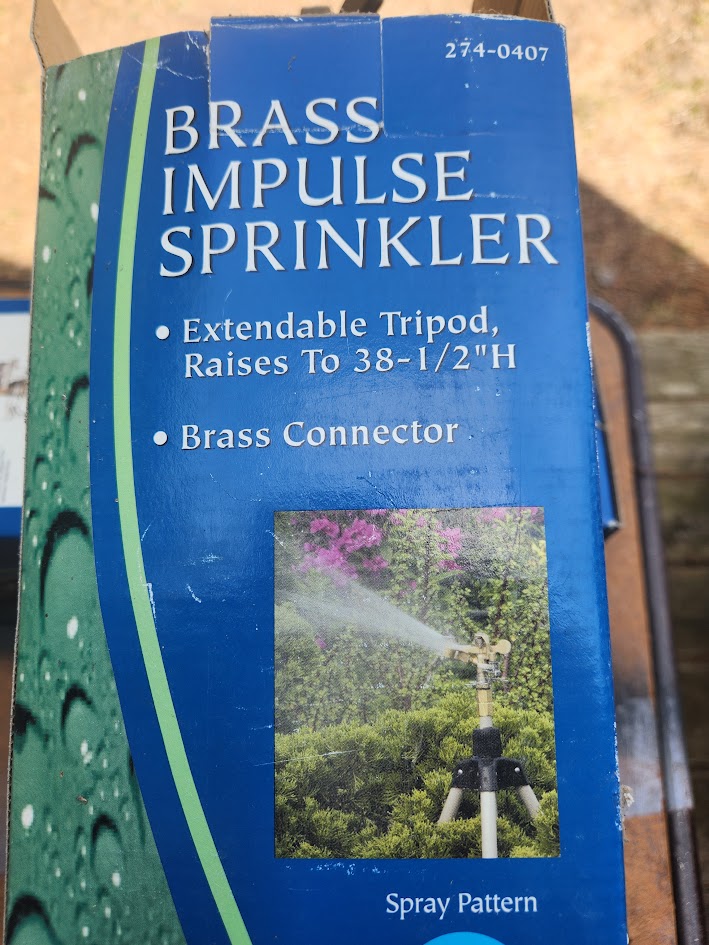 274-0407
BRASS
IMPULSE
SPRINKLER
• Extendable Tripod,
Raises To 38-1/2"H
• Brass Connector
Spray Pattern